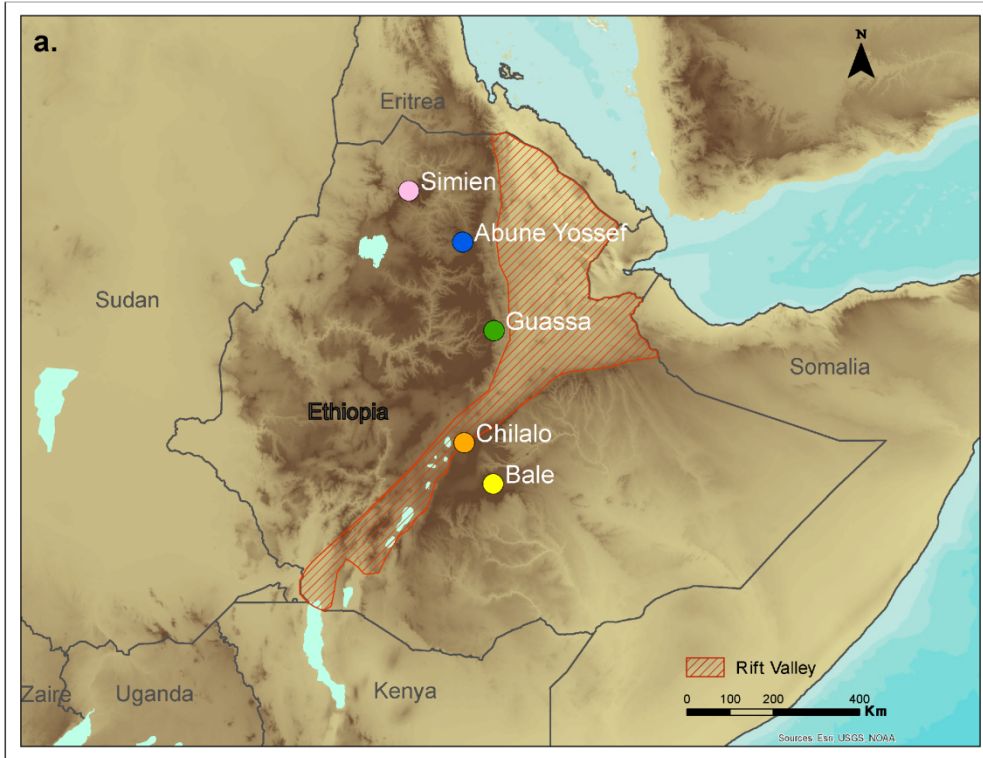 a.
N
Eritrea
Simien
Abune Yossef
Sudan
Guassa
Somalia
Ethiopia
Chilalo
Bale
Rift Valley
Zaire
Uganda
Kenya
0 100 200 400
Km
Sources: Esri, USGS, NOAA